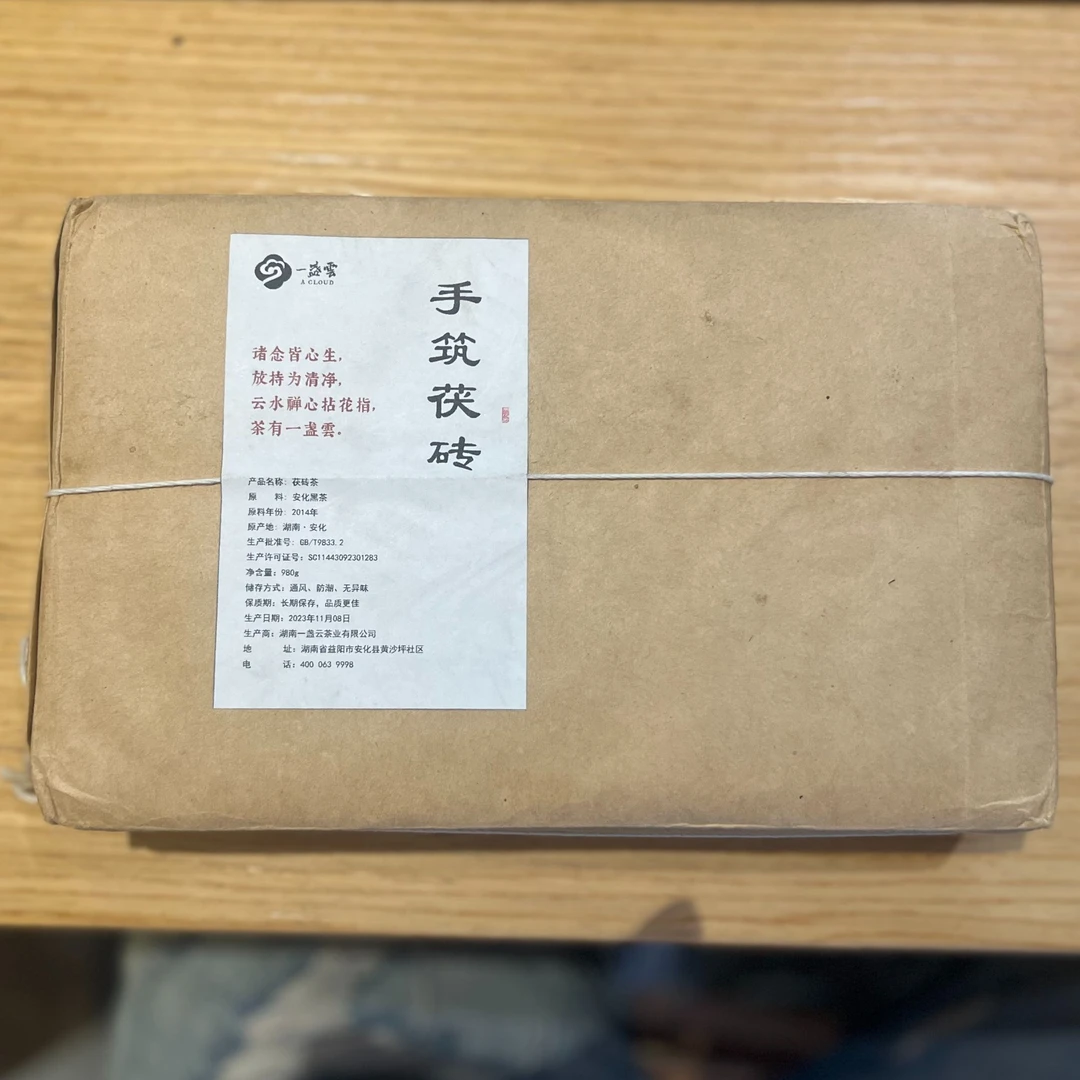 一盏雲
A CLOUD
手筑茯砖
诸念皆心生,
放持为清净,
云水禅心拈花指,
茶有一盏雲.
产品名称: 茯砖茶
原 料: 安化黑茶
原料年份: 2014年
原产地: 湖南·安化
生产批准号: GB/T9833.2
生产许可证号: SC11443092301283
净含量: 980g
储存方式: 通风、防潮、无异味
保质期: 长期保存, 品质更佳
生产日期: 2023年11月08日
生产商: 湖南一盏云茶业有限公司
地 址: 湖南省益阳市安化县黄沙坪社区
电 话: 400 063 9998